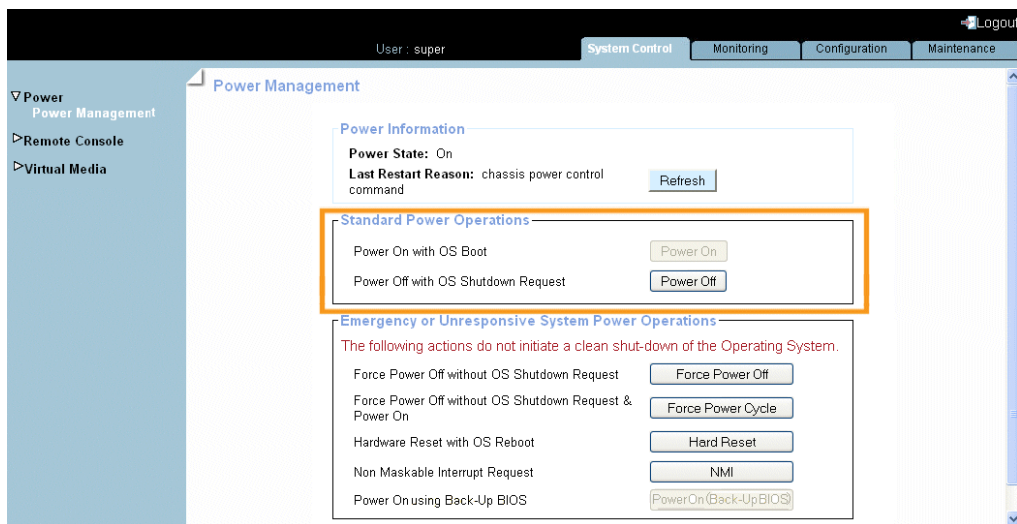 Logout
User : super
System Control
Monitoring
Configuration
Maintenance
Power
Power Management
Remote Console
Virtual Media
Power Management
Power Information
Power State: On
Last Restart Reason: chassis power control
command
Refresh
Standard Power Operations
Power On with OS Boot
Power On
Power Off with OS Shutdown Request
Power Off
Emergency or Unresponsive System Power Operations
The following actions do not initiate a clean shut-down of the Operating System.
Force Power Off without OS Shutdown Request
Force Power Off
Force Power Off without OS Shutdown Request &
Power On
Force Power Cycle
Hardware Reset with OS Reboot
Hard Reset
Non Maskable Interrupt Request
NMI
Power On using Back-Up BIOS
PowerOn(Back-UpBIOS)